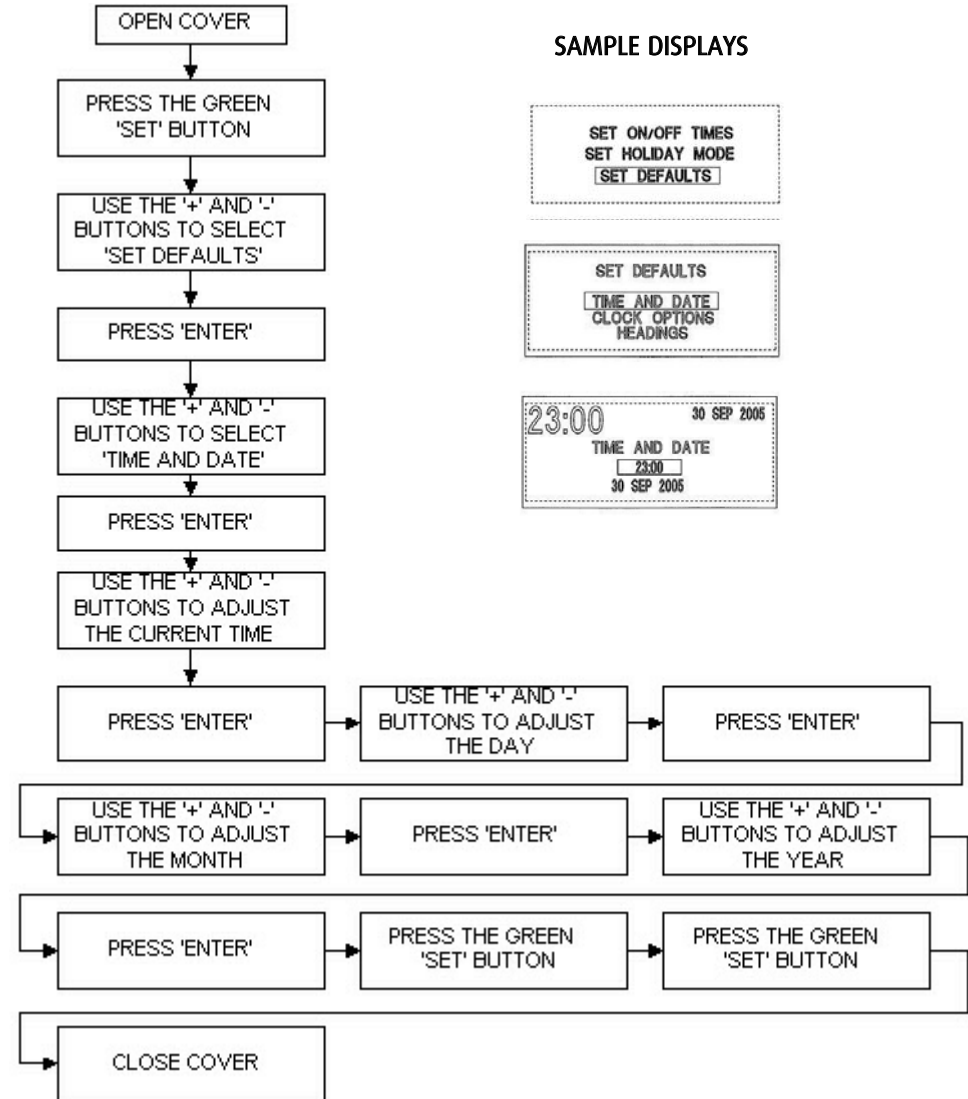 OPEN COVER
PRESS THE GREEN
'SET' BUTTON
USE THE '+' AND '-'
BUTTONS TO SELECT
'SET DEFAULTS'
PRESS 'ENTER'
USE THE '+' AND '-'
BUTTONS TO SELECT
'TIME AND DATE'
PRESS 'ENTER'
USE THE '+' AND '-'
BUTTONS TO ADJUST
THE CURRENT TIME
PRESS 'ENTER'
USE THE '+' AND '-'
BUTTONS TO ADJUST
THE DAY
PRESS 'ENTER'
USE THE '+' AND '-'
BUTTONS TO ADJUST
THE MONTH
PRESS 'ENTER'
USE THE '+' AND '-'
BUTTONS TO ADJUST
THE YEAR
PRESS 'ENTER'
PRESS THE GREEN
'SET' BUTTON
PRESS THE GREEN
'SET' BUTTON
CLOSE COVER
SAMPLE DISPLAYS
SET ON/OFF TIMES
SET HOLIDAY MODE
SET DEFAULTS
SET DEFAULTS
TIME AND DATE
CLOCK OPTIONS
HEADINGS
23:00 30 SEP 2005
TIME AND DATE
23:00
30 SEP 2005